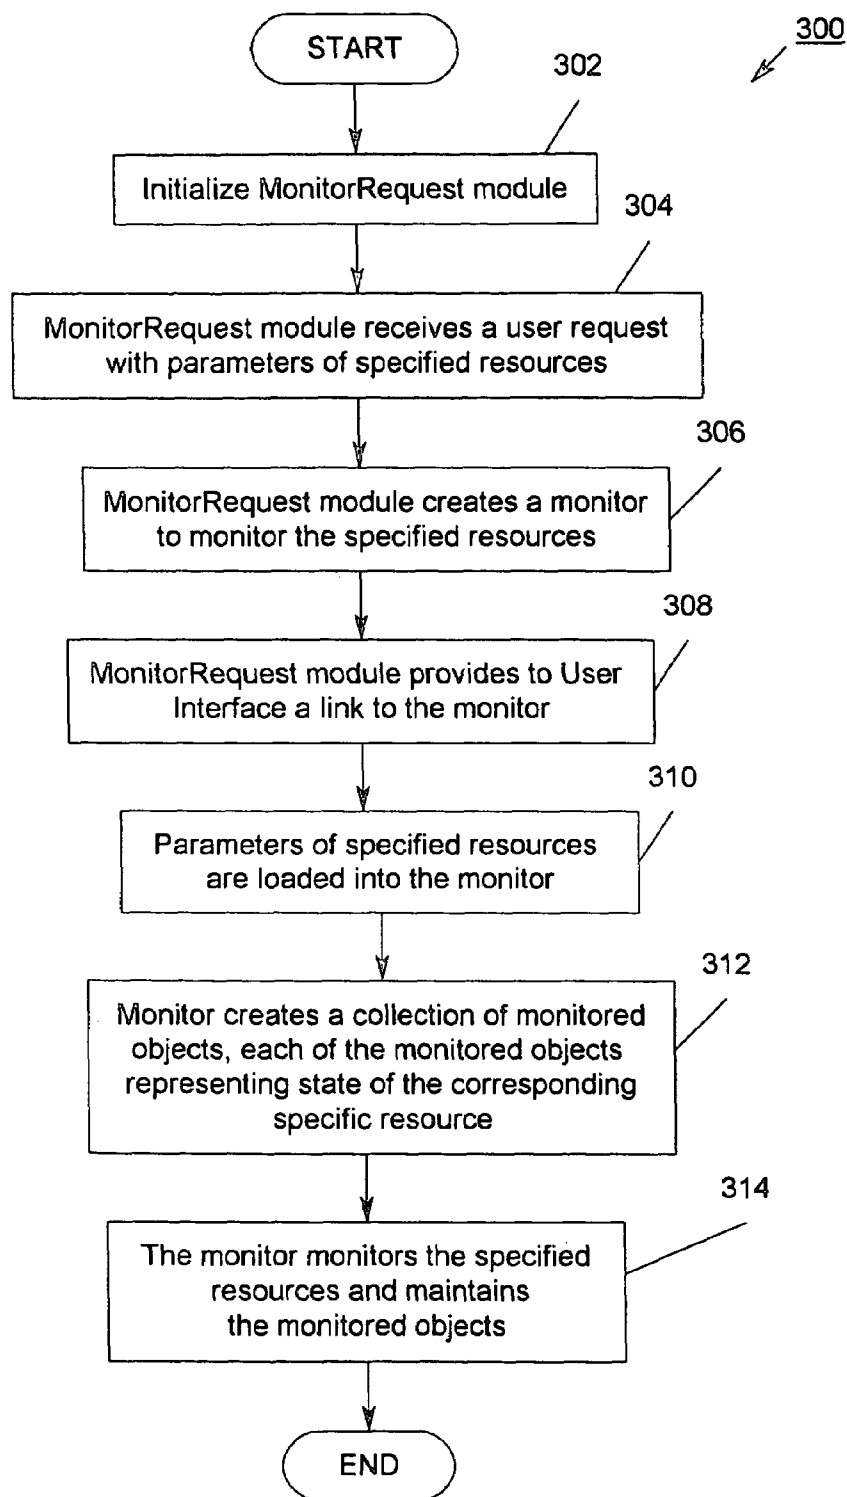 START
300
302
Initialize MonitorRequest module
304
MonitorRequest module receives a user request
with parameters of specified resources
306
MonitorRequest module creates a monitor
to monitor the specified resources
308
MonitorRequest module provides to User
Interface a link to the monitor
310
Parameters of specified resources
are loaded into the monitor
312
Monitor creates a collection of monitored
objects, each of the monitored objects
representing state of the corresponding
specific resource
314
The monitor monitors the specified
resources and maintains
the monitored objects
END